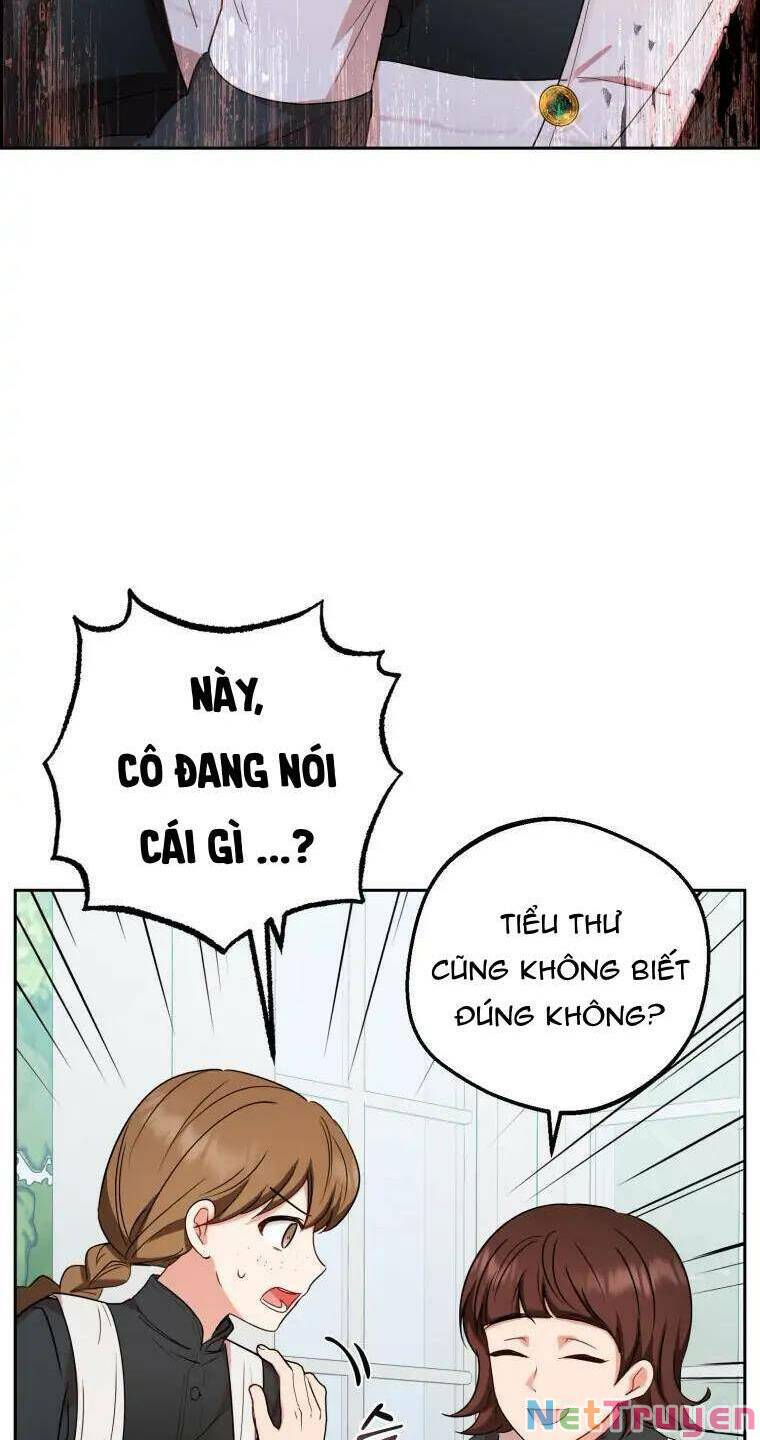 NÀY,
CÔ ĐANG NÓI
CÁI GÌ ...?
TIỂU THƯ
CŨNG KHÔNG BIẾT
ĐÚNG KHÔNG?
NetTruyen